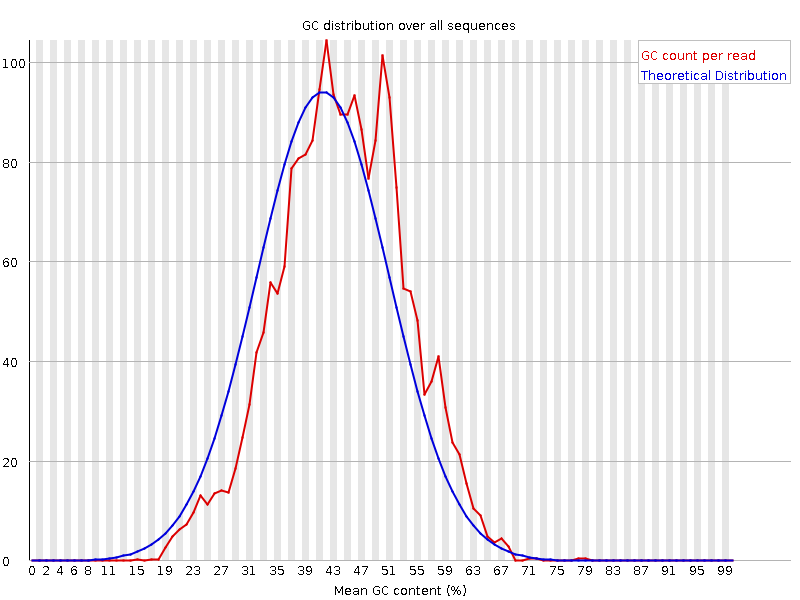 GC distribution over all sequences
GC count per read
Theoretical Distribution
100
80
60
40
20
0
0 2 4 6 8 11 15 19 23 27 31 35 39 43 47 51 55 59 63 67 71 75 79 83 87 91 95 99
Mean GC content (%)